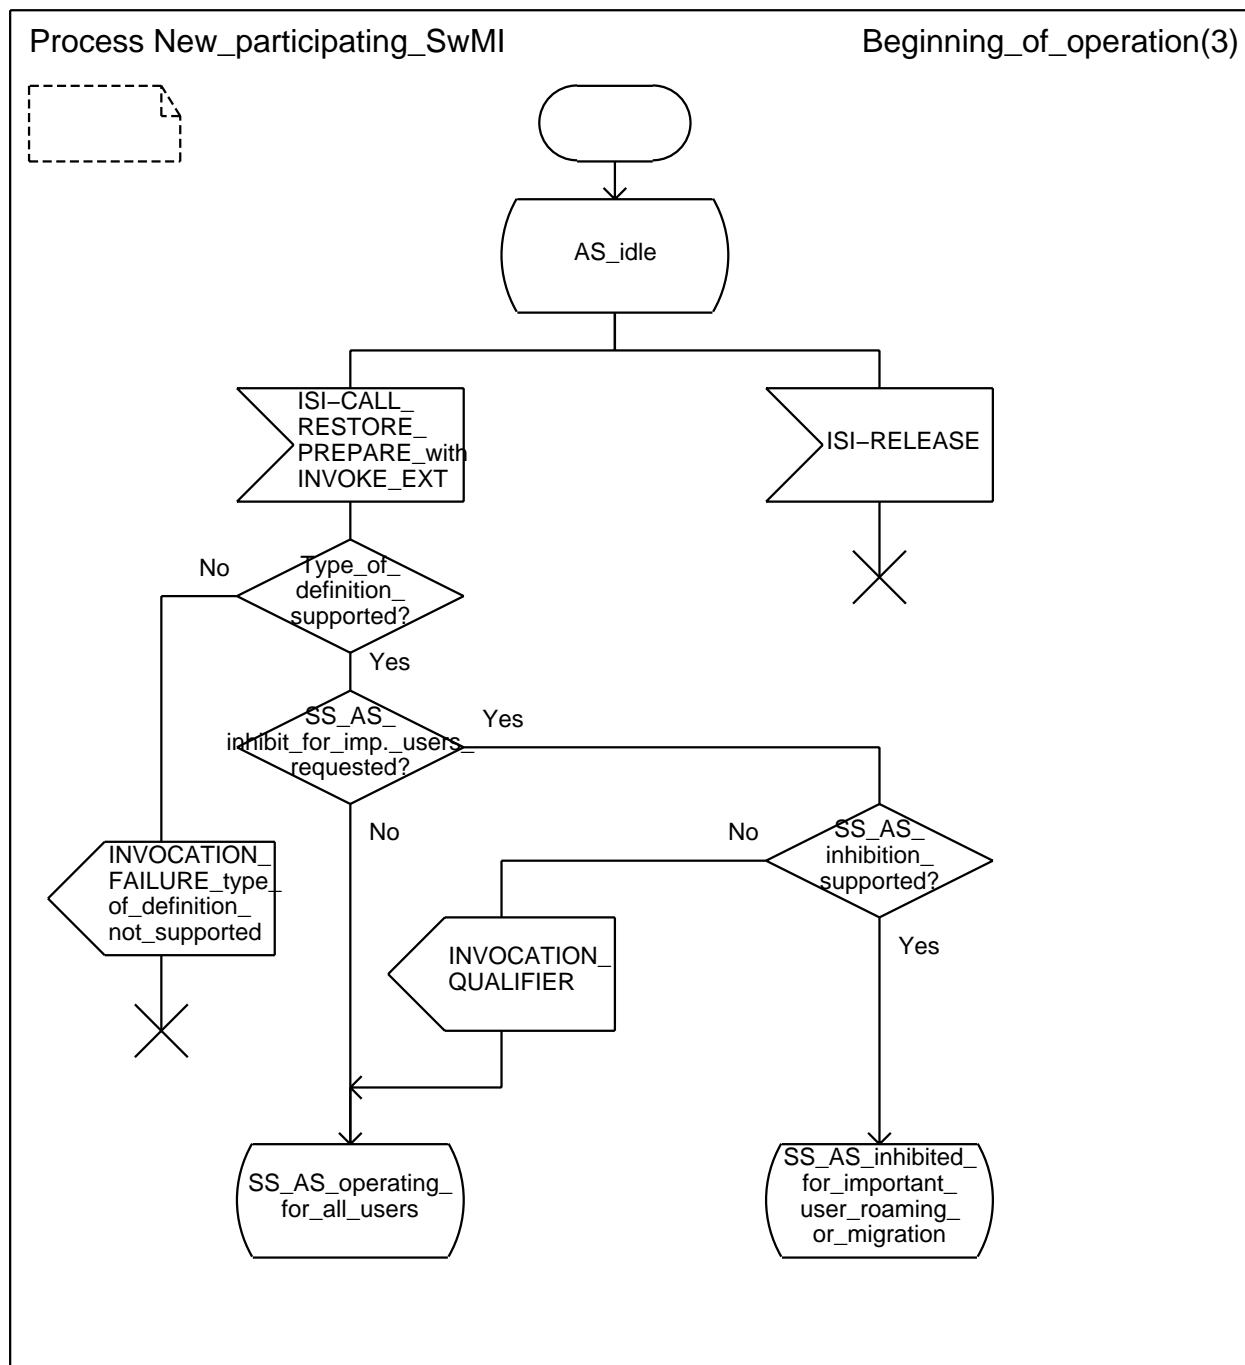 Process New_participating_SwMI
Beginning_of_operation(3)
AS_idle
ISI−CALL_
RESTORE_
PREPARE_with
INVOKE_EXT
ISI−RELEASE
No
Type_of_
definition_
supported?
Yes
SS_AS_
inhibit_for_imp._users_
requested?
Yes
No
No
SS_AS_
inhibition_
supported?
Yes
INVOCATION_
FAILURE_type_
of_definition_
not_supported
INVOCATION_
QUALIFIER
SS_AS_operating_
for_all_users
SS_AS_inhibited_
for_important_
user_roaming_
or_migration